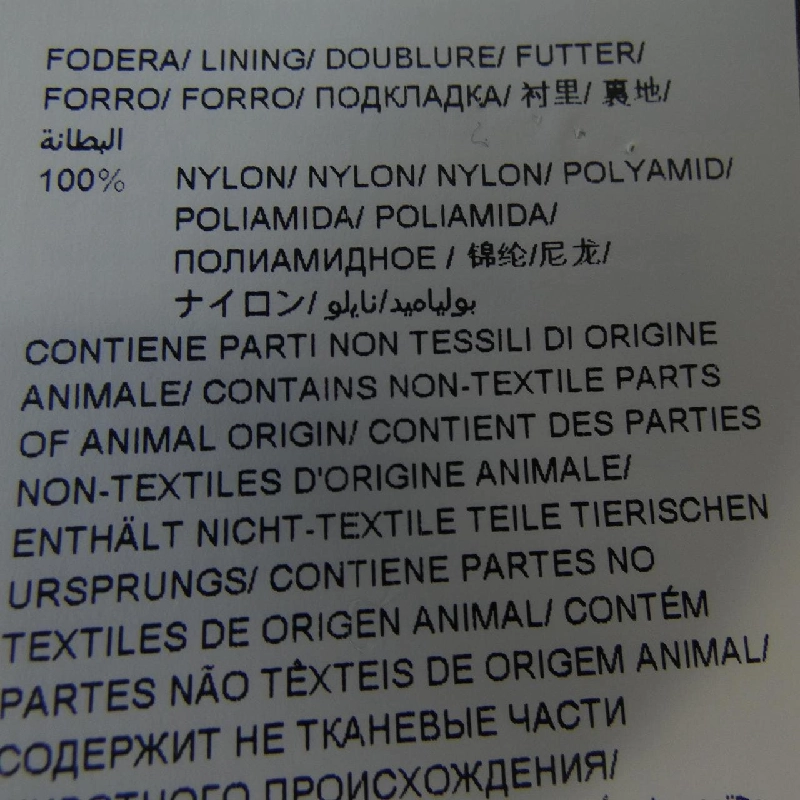 FODERA/ LINING/ DOUBLURE/ FUTTER/
FORRO/ FORRO/ ПОДКЛАДКА/ 衬里/ 裏地/
البطانة
100% NYLON/ NYLON/ NYLON/ POLYAMID/
POLIAMIDA/ POLIAMIDA/
ПОЛИАМИДНОЕ / 锦纶/尼龙/
ナイロン/ بولياميد/نايلو
CONTIENE PARTI NON TESSILI DI ORIGINE
ANIMALE/ CONTAINS NON-TEXTILE PARTS
OF ANIMAL ORIGIN/ CONTIENT DES PARTIES
NON-TEXTILES D'ORIGINE ANIMALE/
ENTHÄLT NICHT-TEXTILE TEILE TIERISCHEN
URSPRUNGS/ CONTIENE PARTES NO
TEXTILES DE ORIGEN ANIMAL/ CONTÉM
PARTES NÃO TÊXTEIS DE ORIGEM ANIMAL/
СОДЕРЖИТ НЕ ТКАНЕВЫЕ ЧАСТИ
ПРОИСХОЖДЕНИЯ/